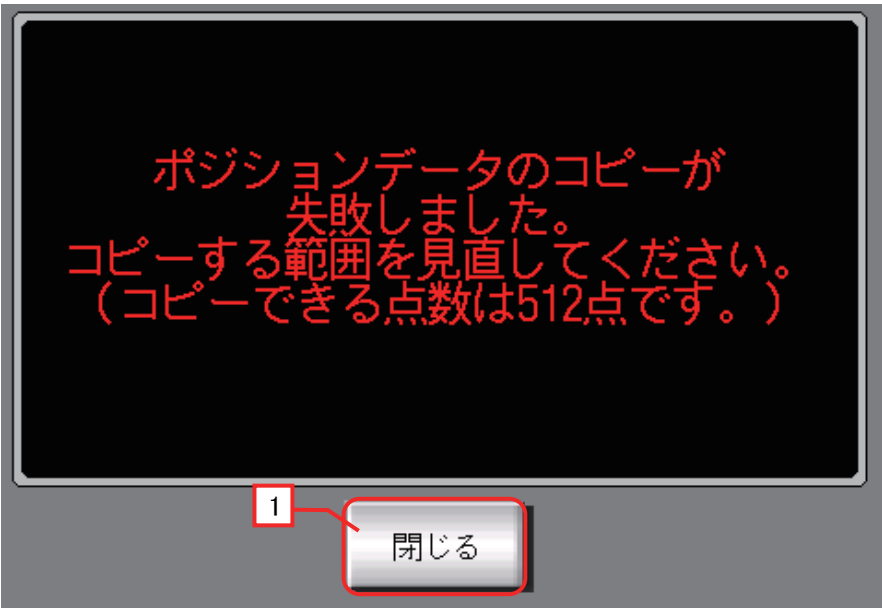 ポジションデータのコピーが
失敗しました。
コピーする範囲を見直してください。
(コピーできる点数は512点です。)
1
閉じる